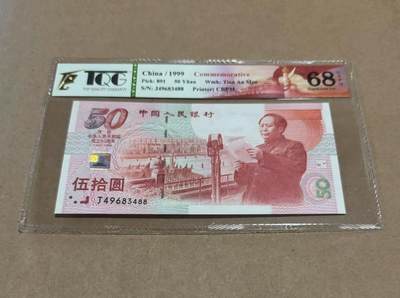 TQG
China / 1999 Commemorative
Pick: 891 50 Yuan Wmk: Tian An Men
S/N: J49683488 Printer: CBPM
68
50
中国人民银行
伍拾圆
J49683488
50